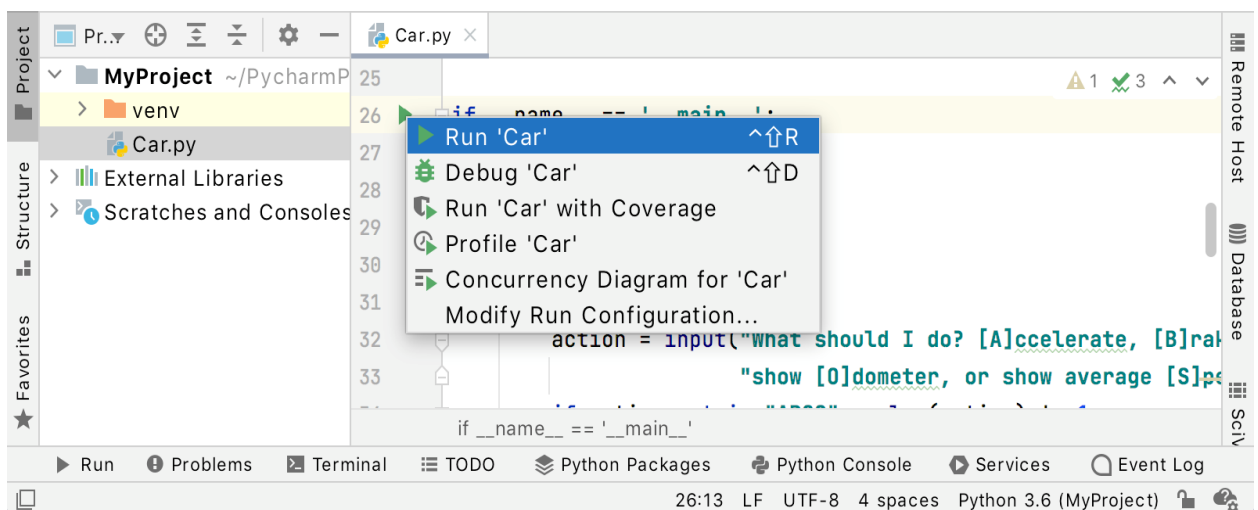 Project
Structure
Favorites
Pr..
MyProject ~/PycharmP
venv
Car.py
External Libraries
Scratches and Consoles
Car.py
1 3
25
26 if __name__ == '__main__':
27
28
29
30
31
32 action = input("What should I do? [A]ccelerate, [B]rak
33 "show [O]dometer, or show average [S]pe
Run 'Car' ^⇧R
Debug 'Car' ^⇧D
Run 'Car' with Coverage
Profile 'Car'
Concurrency Diagram for 'Car'
Modify Run Configuration...
if __name__ == '__main__'
Remote Host
Database
SciV
Run Problems Terminal TODO Python Packages Python Console Services Event Log
26:13 LF UTF-8 4 spaces Python 3.6 (MyProject)